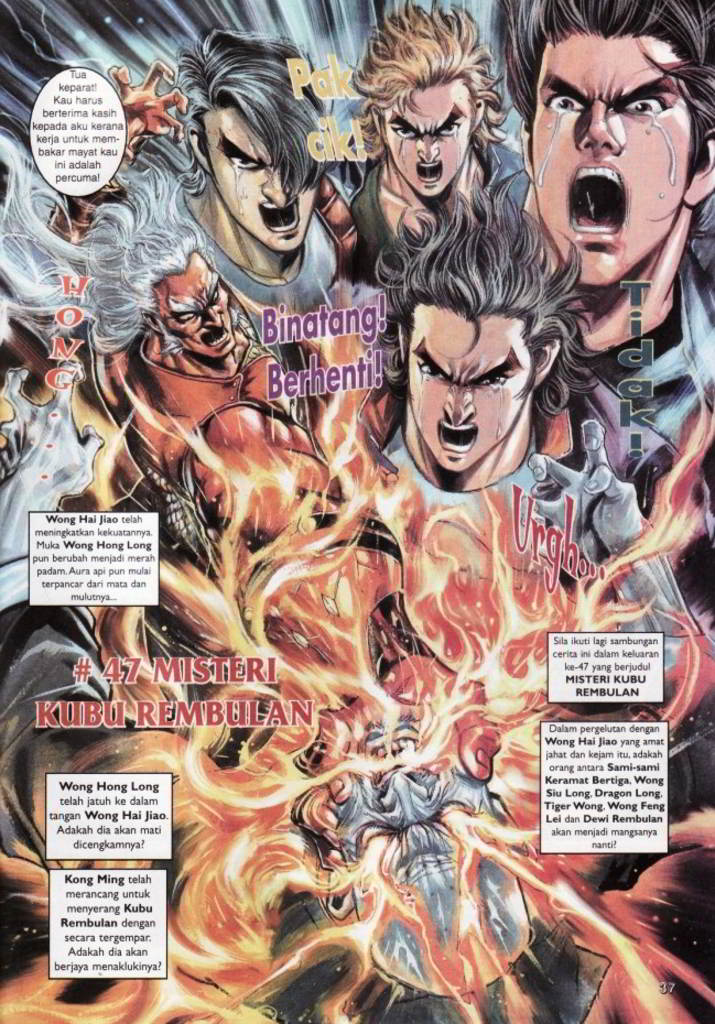 Tua
keparat!
Kau harus
berterima kasih
kepada aku kerana
kerja untuk mem-
bakar mayat kau
ini adalah
percuma!
Pak
cik!
HONG...
Binatang!
Berhenti!
Tidak!
Urgh...
Wong Hai Jiao telah
meningkatkan kekuatannya.
Muka Wong Hong Long
pun berubah menjadi merah
padam. Aura api pun mulai
terpancar dari mata dan
mulutnya...
# 47 MISTERI
KUBU REMBULAN
Sila ikuti lagi sambungan
cerita ini dalam keluaran
ke-47 yang berjudul
MISTERI KUBU
REMBULAN
Dalam pergelutan dengan
Wong Hai Jiao yang amat
jahat dan kejam itu, adakah
orang antara Sami-sami
Keramat Bertiga, Wong
Siu Long, Dragon Long,
Tiger Wong, Wong Feng
Lei dan Dewi Rembulan
akan menjadi mangsanya
nanti?
Wong Hong Long
telah jatuh ke dalam
tangan Wong Hai Jiao.
Adakah dia akan mati
dicengkamnya?
Kong Ming telah
merancang untuk
menyerang Kubu
Rembulan dengan
secara tergempar.
Adakah dia akan
berjaya menaklukinya?
37